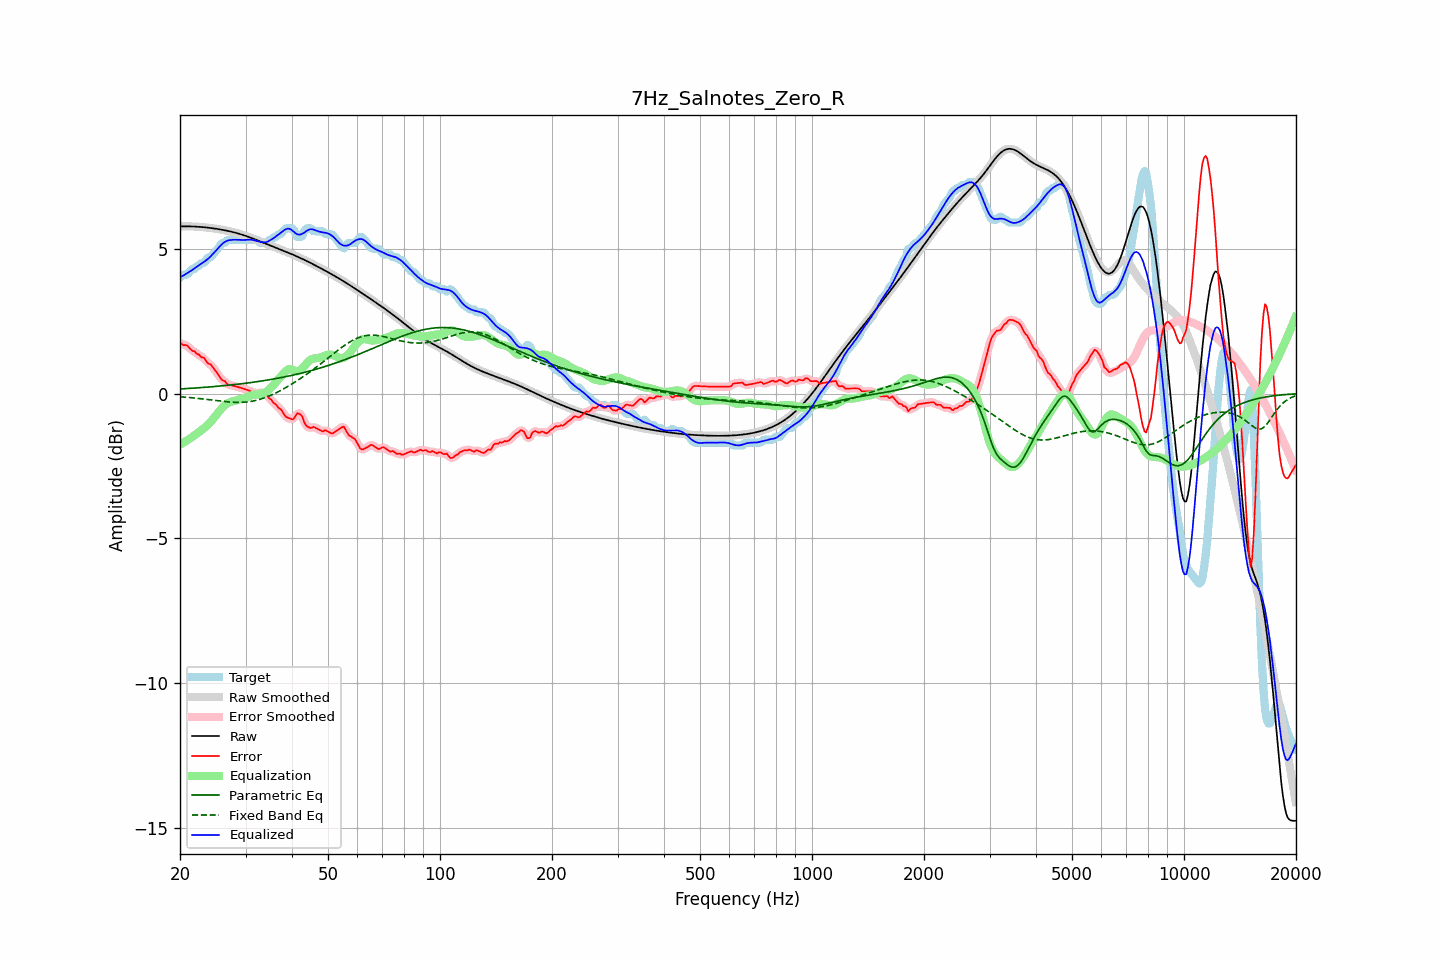 7Hz_Salnotes_Zero_R
Amplitude (dBr)
5
0
−5
−10
−15
Target
Raw Smoothed
Error Smoothed
Raw
Error
Equalization
Parametric Eq
Fixed Band Eq
Equalized
20 50 100 200 500 1000 2000 5000 10000 20000
Frequency (Hz)